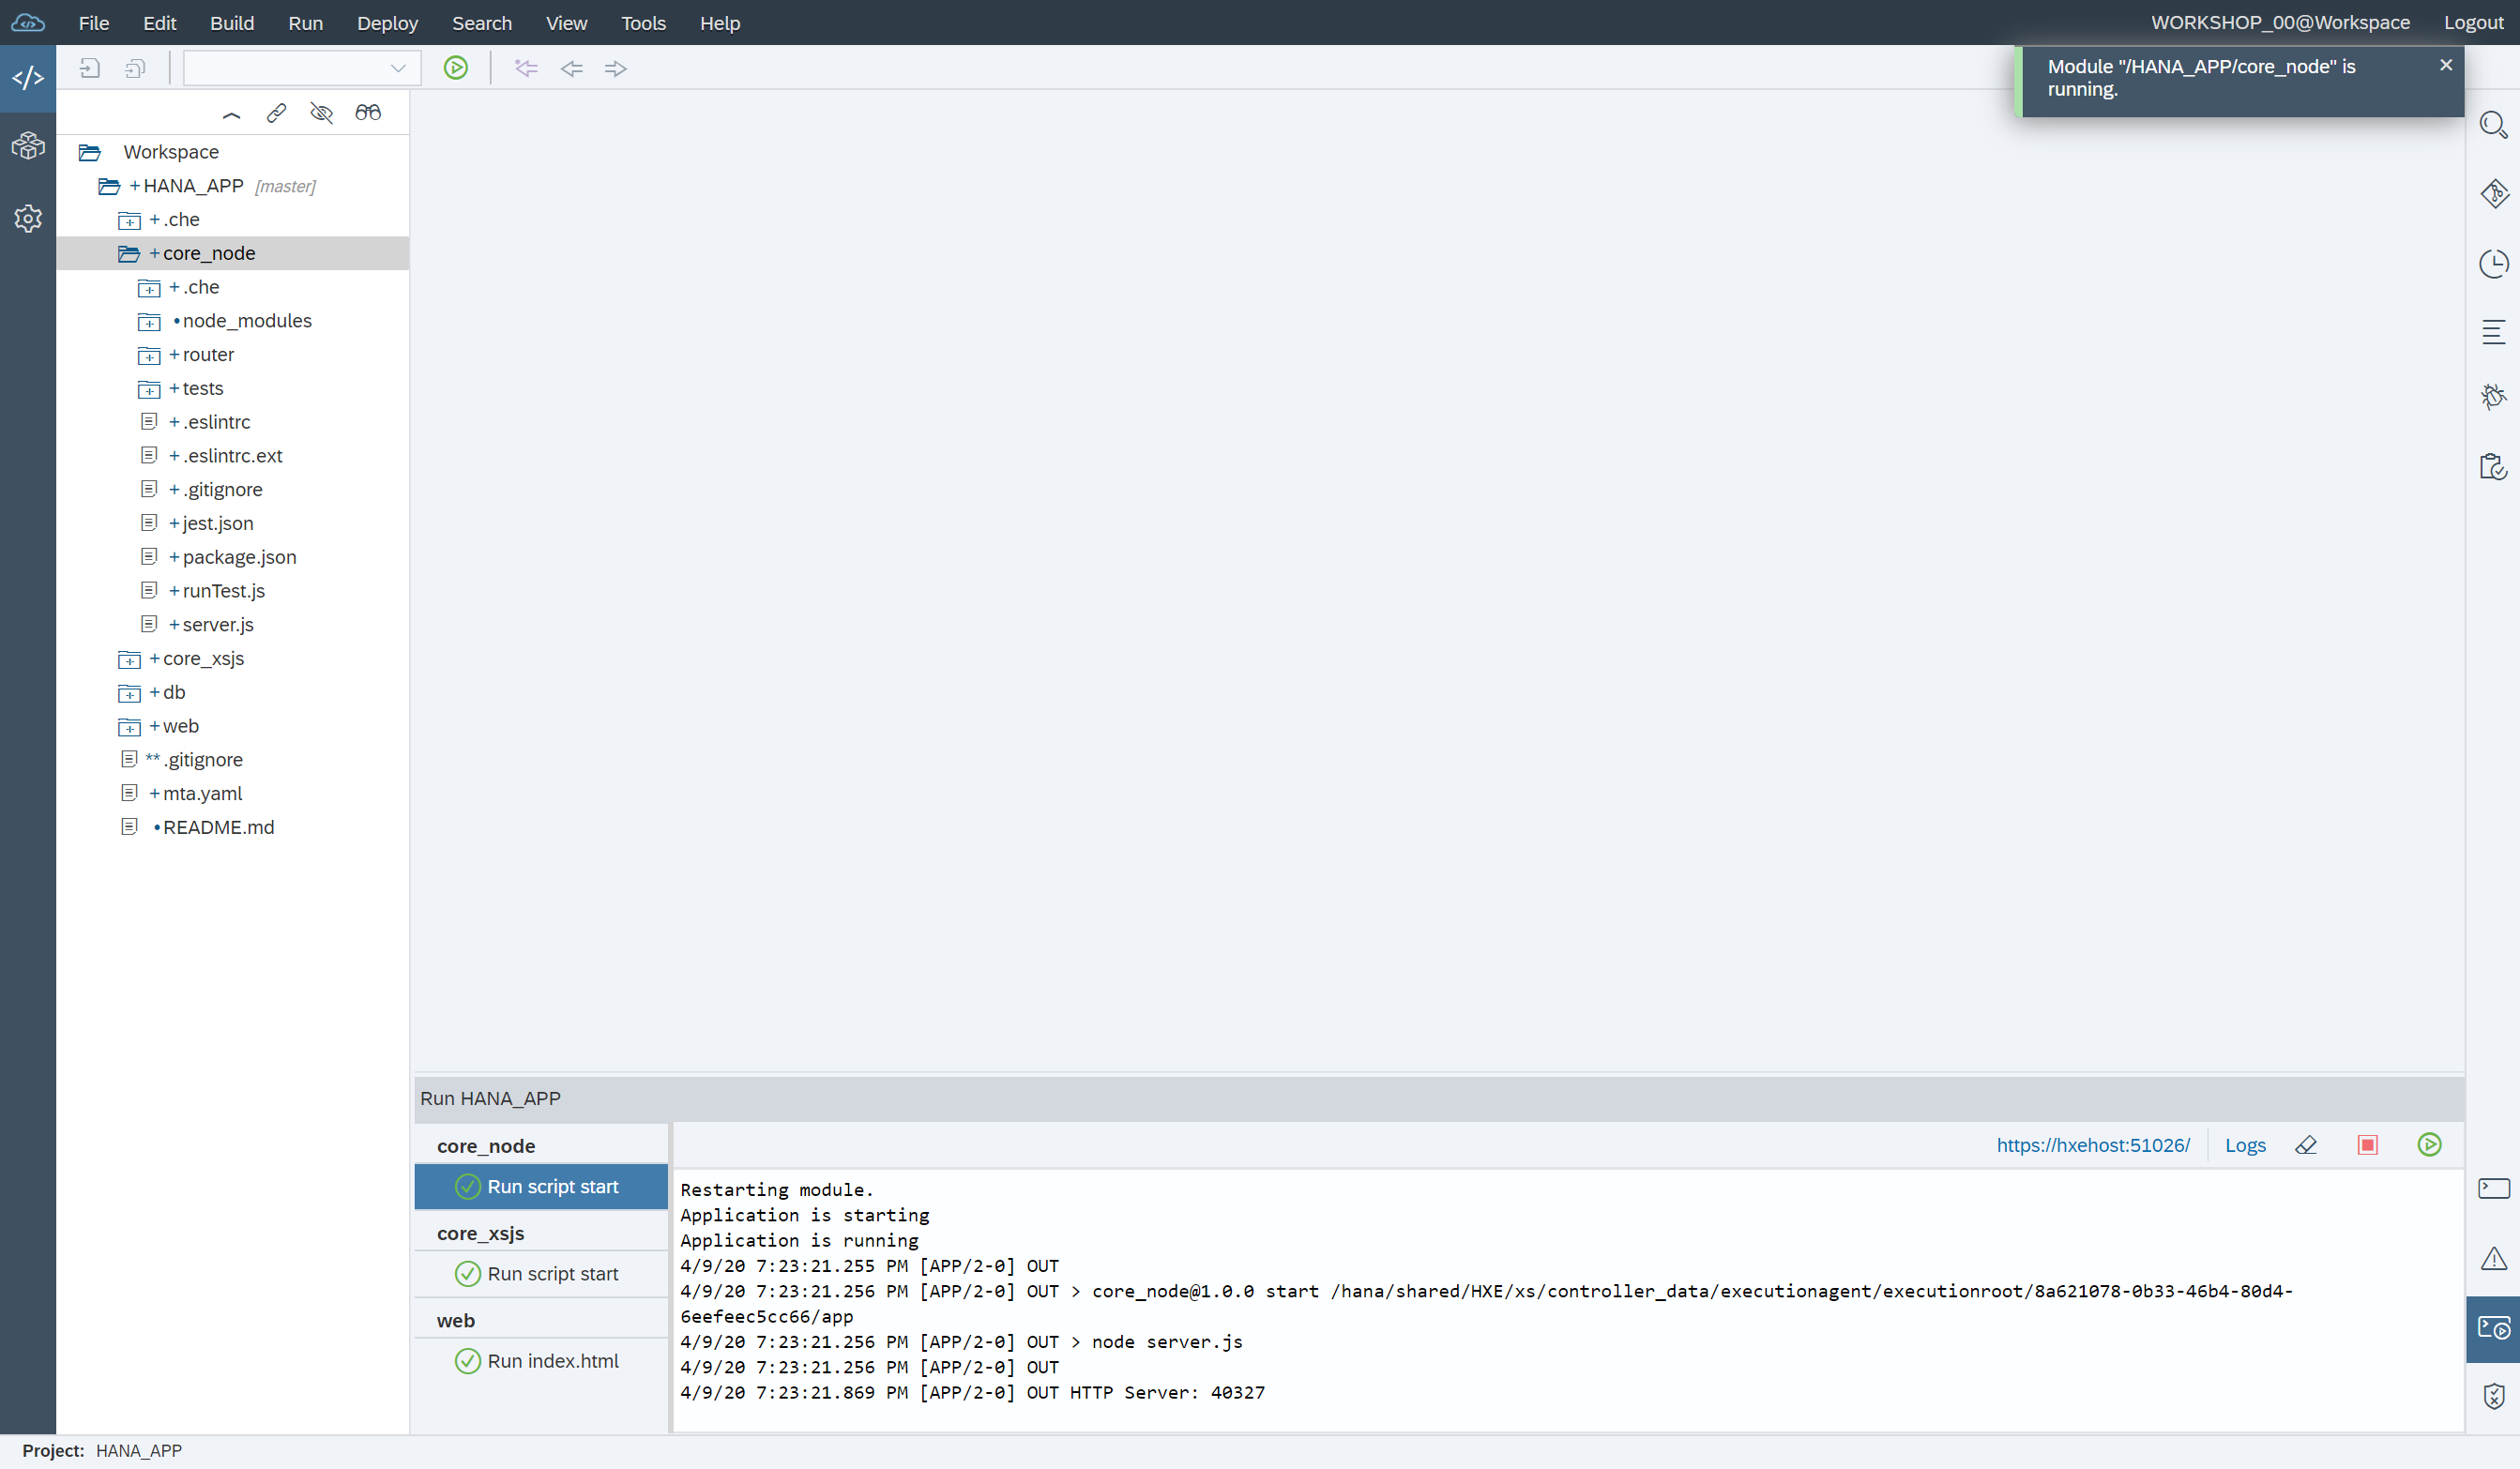 File Edit Build Run Deploy Search View Tools Help WORKSHOP_00@Workspace Logout
Module "/HANA_APP/core_node" is
running.
Workspace
+HANA_APP [master]
+.che
+core_node
+.che
•node_modules
+router
+tests
+.eslintrc
+.eslintrc.ext
+.gitignore
+jest.json
+package.json
+runTest.js
+server.js
+core_xsjs
+db
+web
**.gitignore
+mta.yaml
•README.md
Run HANA_APP
core_node
Run script start
core_xsjs
Run script start
web
Run index.html
https://hxehost:51026/ Logs
Restarting module.
Application is starting
Application is running
4/9/20 7:23:21.255 PM [APP/2-0] OUT
4/9/20 7:23:21.256 PM [APP/2-0] OUT > core_node@1.0.0 start /hana/shared/HXE/xs/controller_data/executionagent/executionroot/8a621078-0b33-46b4-80d4-
6eefeec5cc66/app
4/9/20 7:23:21.256 PM [APP/2-0] OUT > node server.js
4/9/20 7:23:21.256 PM [APP/2-0] OUT
4/9/20 7:23:21.869 PM [APP/2-0] OUT HTTP Server: 40327
Project: HANA_APP